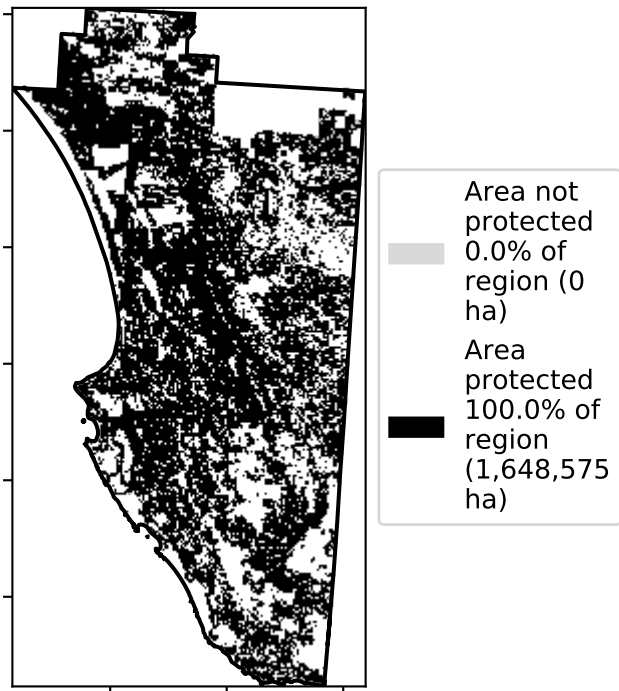 Area not
protected
0.0% of
region (0
ha)
Area
protected
100.0% of
region
(1,648,575
ha)